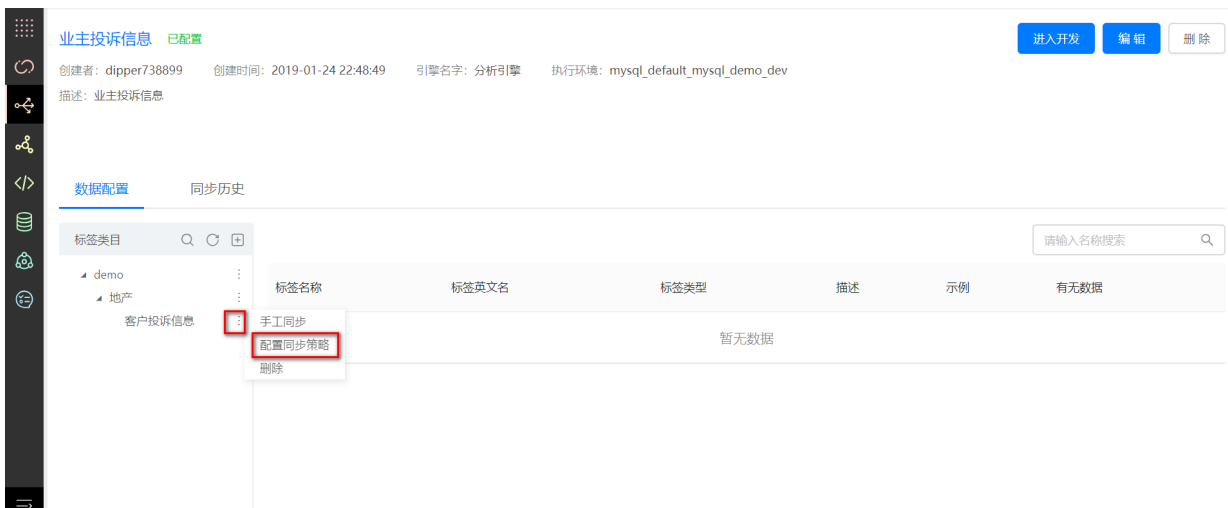 业主投诉信息 已配置 进入开发 编 辑 删 除
创建者：dipper738899 创建时间：2019-01-24 22:48:49 引擎名字：分析引擎 执行环境：mysql_default_mysql_demo_dev
描述：业主投诉信息
数据配置 同步历史
标签类目 请输入名称搜索
demo
标签名称 标签英文名 标签类型 描述 示例 有无数据
地产
客户投诉信息 手工同步
配置同步策略 暂无数据
删除